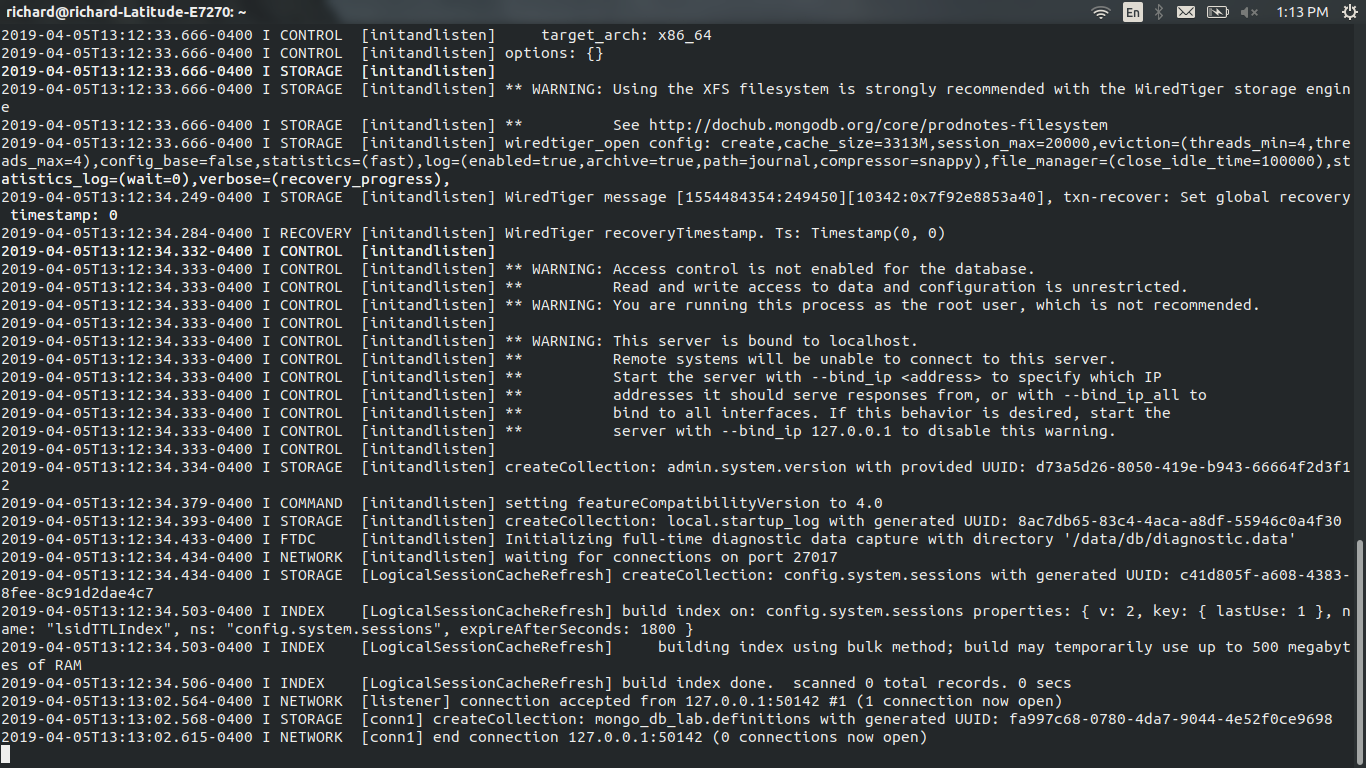 richard@richard-Latitude-E7270: ~
En
1:13 PM
2019-04-05T13:12:33.666-0400 I CONTROL  [initandlisten]     target_arch: x86_64
2019-04-05T13:12:33.666-0400 I CONTROL  [initandlisten] options: {}
2019-04-05T13:12:33.666-0400 I STORAGE  [initandlisten]
2019-04-05T13:12:33.666-0400 I STORAGE  [initandlisten] ** WARNING: Using the XFS filesystem is strongly recommended with the WiredTiger storage engin
e
2019-04-05T13:12:33.666-0400 I STORAGE  [initandlisten] **          See http://dochub.mongodb.org/core/prodnotes-filesystem
2019-04-05T13:12:33.666-0400 I STORAGE  [initandlisten] wiredtiger_open config: create,cache_size=3313M,session_max=20000,eviction=(threads_min=4,thre
ads_max=4),config_base=false,statistics=(fast),log=(enabled=true,archive=true,path=journal,compressor=snappy),file_manager=(close_idle_time=100000),st
atistics_log=(wait=0),verbose=(recovery_progress),
2019-04-05T13:12:34.249-0400 I STORAGE  [initandlisten] WiredTiger message [1554484354:249450][10342:0x7f92e8853a40], txn-recover: Set global recovery
 timestamp: 0
2019-04-05T13:12:34.284-0400 I RECOVERY [initandlisten] WiredTiger recoveryTimestamp. Ts: Timestamp(0, 0)
2019-04-05T13:12:34.332-0400 I CONTROL  [initandlisten]
2019-04-05T13:12:34.333-0400 I CONTROL  [initandlisten] ** WARNING: Access control is not enabled for the database.
2019-04-05T13:12:34.333-0400 I CONTROL  [initandlisten] **          Read and write access to data and configuration is unrestricted.
2019-04-05T13:12:34.333-0400 I CONTROL  [initandlisten] ** WARNING: You are running this process as the root user, which is not recommended.
2019-04-05T13:12:34.333-0400 I CONTROL  [initandlisten]
2019-04-05T13:12:34.333-0400 I CONTROL  [initandlisten] ** WARNING: This server is bound to localhost.
2019-04-05T13:12:34.333-0400 I CONTROL  [initandlisten] **          Remote systems will be unable to connect to this server.
2019-04-05T13:12:34.333-0400 I CONTROL  [initandlisten] **          Start the server with --bind_ip <address> to specify which IP
2019-04-05T13:12:34.333-0400 I CONTROL  [initandlisten] **          addresses it should serve responses from, or with --bind_ip_all to
2019-04-05T13:12:34.333-0400 I CONTROL  [initandlisten] **          bind to all interfaces. If this behavior is desired, start the
2019-04-05T13:12:34.333-0400 I CONTROL  [initandlisten] **          server with --bind_ip 127.0.0.1 to disable this warning.
2019-04-05T13:12:34.333-0400 I CONTROL  [initandlisten]
2019-04-05T13:12:34.334-0400 I STORAGE  [initandlisten] createCollection: admin.system.version with provided UUID: d73a5d26-8050-419e-b943-66664f2d3f1
2
2019-04-05T13:12:34.379-0400 I COMMAND  [initandlisten] setting featureCompatibilityVersion to 4.0
2019-04-05T13:12:34.393-0400 I STORAGE  [initandlisten] createCollection: local.startup_log with generated UUID: 8ac7db65-83c4-4aca-a8df-55946c0a4f30
2019-04-05T13:12:34.433-0400 I FTDC     [initandlisten] Initializing full-time diagnostic data capture with directory '/data/db/diagnostic.data'
2019-04-05T13:12:34.434-0400 I NETWORK  [initandlisten] waiting for connections on port 27017
2019-04-05T13:12:34.434-0400 I STORAGE  [LogicalSessionCacheRefresh] createCollection: config.system.sessions with generated UUID: c41d805f-a608-4383-
8fee-8c91d2dae4c7
2019-04-05T13:12:34.503-0400 I INDEX    [LogicalSessionCacheRefresh] build index on: config.system.sessions properties: { v: 2, key: { lastUse: 1 }, n
ame: "lsidTTLIndex", ns: "config.system.sessions", expireAfterSeconds: 1800 }
2019-04-05T13:12:34.503-0400 I INDEX    [LogicalSessionCacheRefresh]     building index using bulk method; build may temporarily use up to 500 megabyt
es of RAM
2019-04-05T13:12:34.506-0400 I INDEX    [LogicalSessionCacheRefresh] build index done.  scanned 0 total records. 0 secs
2019-04-05T13:13:02.564-0400 I NETWORK  [listener] connection accepted from 127.0.0.1:50142 #1 (1 connection now open)
2019-04-05T13:13:02.568-0400 I STORAGE  [conn1] createCollection: mongo_db_lab.definitions with generated UUID: fa997c68-0780-4da7-9044-4e52f0ce9698
2019-04-05T13:13:02.615-0400 I NETWORK  [conn1] end connection 127.0.0.1:50142 (0 connections now open)